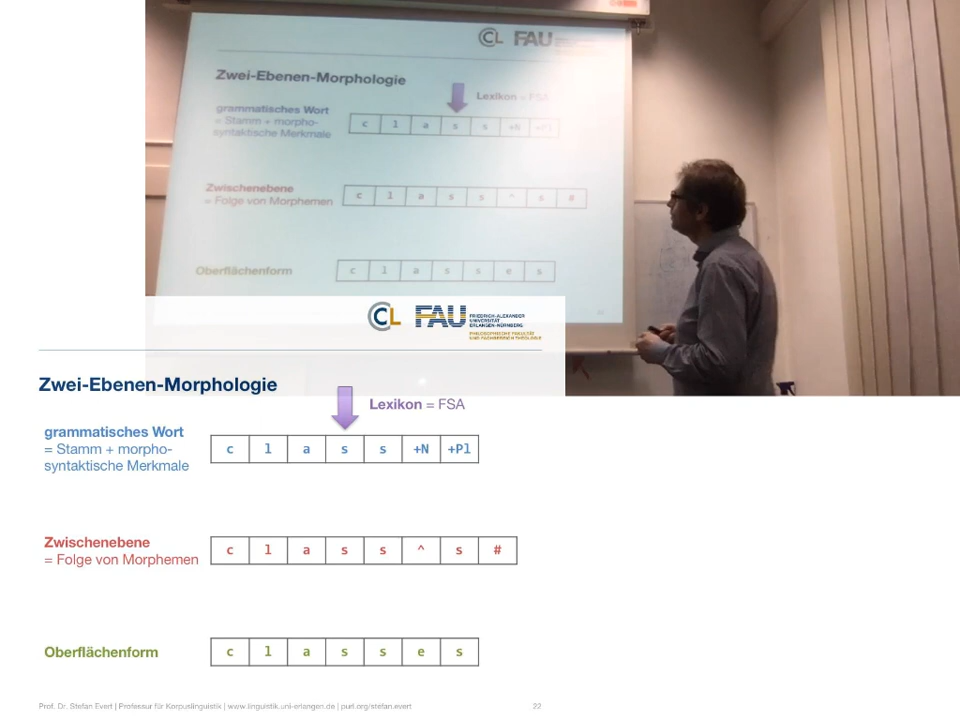 CL FAU
Zwei-Ebenen-Morphologie
Lexikon = FSA
grammatisches Wort
= Stamm + morpho-
syntaktische Merkmale
c l a s s +N +Pl
Zwischenebene
= Folge von Morphemen
c l a s s ^ s #
Oberflächenform
c l a s s e s
CL FAU
FRIEDRICH-ALEXANDER
UNIVERSITÄT
ERLANGEN-NÜRNBERG
PHILOSOPHISCHE FAKULTÄT
UND FACHBEREICH THEOLOGIE
Zwei-Ebenen-Morphologie
Lexikon = FSA
grammatisches Wort
= Stamm + morpho-
syntaktische Merkmale
c l a s s +N +Pl
Zwischenebene
= Folge von Morphemen
c l a s s ^ s #
Oberflächenform
c l a s s e s
Prof. Dr. Stefan Evert | Professur für Korpuslinguistik | www.linguistik.uni-erlangen.de | purl.org/stefan.evert 22